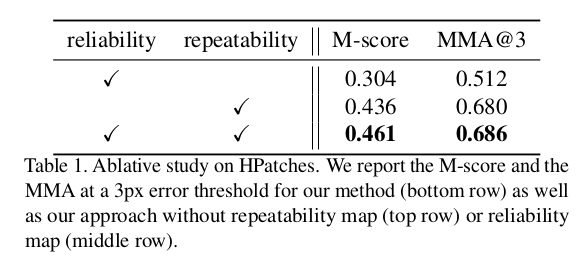 reliability repeatability M-score MMA@3
✓ 0.304 0.512
✓ 0.436 0.680
✓ ✓ 0.461 0.686
Table 1. Ablative study on HPatches. We report the M-score and the
MMA at a 3px error threshold for our method (bottom row) as well
as our approach without repeatability map (top row) or reliability
map (middle row).